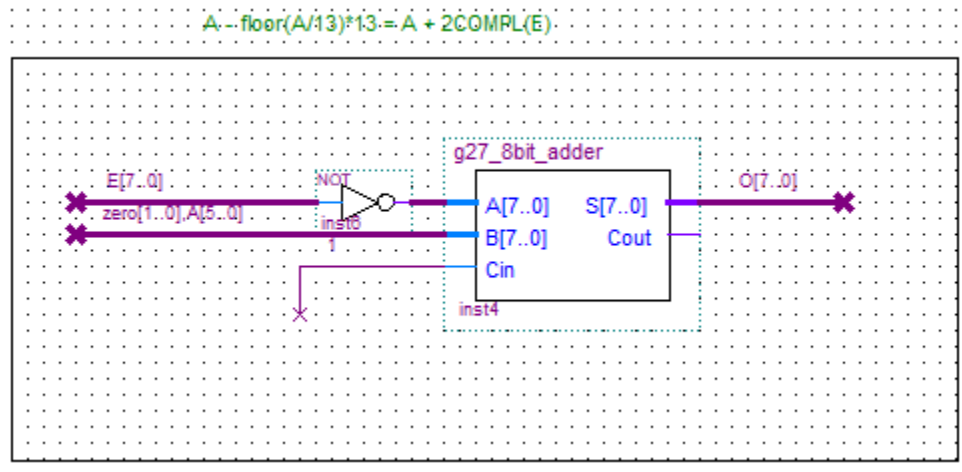 A - floor(A/13)*13 = A + 2COMPL(E)
g27_8bit_adder
E[7..0]
NOT
O[7..0]
zero[1..0],A[5..0]
A[7..0]
S[7..0]
inst6
B[7..0]
Cout
1
Cin
inst4